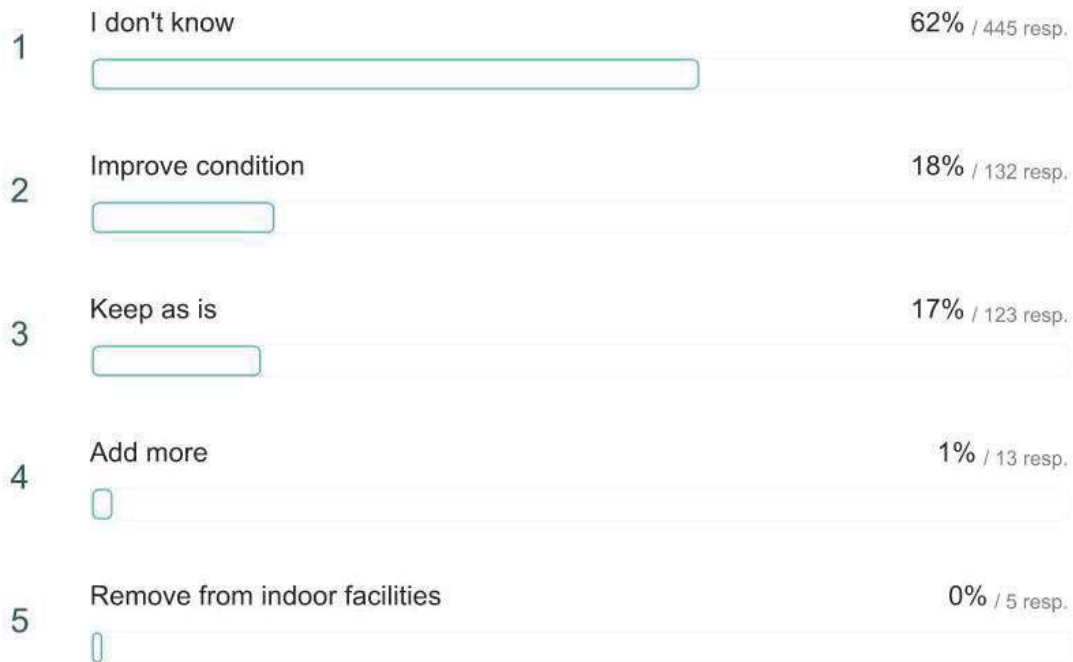 1 I don't know 62% / 445 resp.
2 Improve condition 18% / 132 resp.
3 Keep as is 17% / 123 resp.
4 Add more 1% / 13 resp.
5 Remove from indoor facilities 0% / 5 resp.